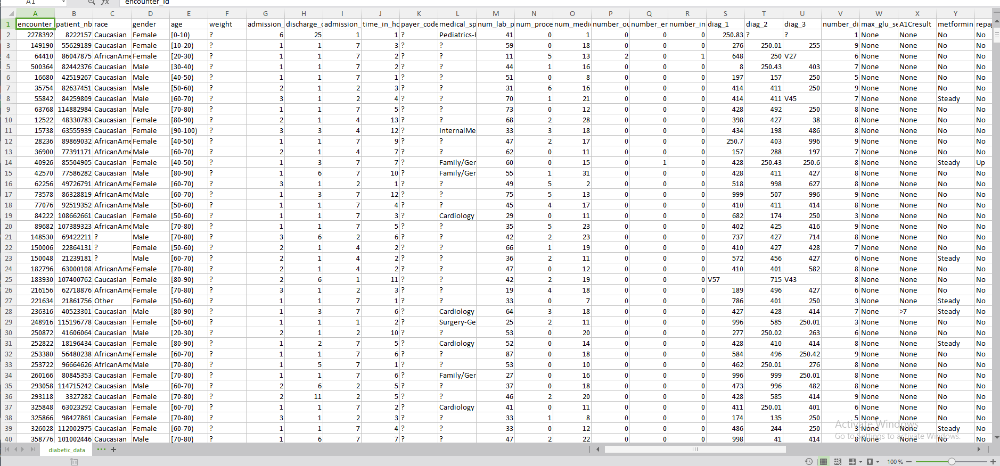 A1 fx encounter_id
A B C D E F G H I J K L M N O P Q R S T U V W X Y
1 encounter_ patient_nb race gender age weight admission_ discharge_ admission_ time_in_ho payer_code medical_sp num_lab_p num_proce num_medi number_ou number_er number_in diag_1 diag_2 diag_3 number_di max_glu_se A1Cresult metformin repa
2 2278392 8222157 Caucasian Female [0-10) ? 6 25 1 1 ? Pediatrics-E 41 0 1 0 0 0 250.83 ? ? 1 None None No No
3 149190 55629189 Caucasian Female [10-20) ? 1 1 7 3 ? ? 59 0 18 0 0 0 276 250.01 255 9 None None No No
4 64410 86047875 AfricanAme Female [20-30) ? 1 1 7 2 ? ? 11 5 13 2 0 1 648 250 V27 6 None None No No
5 500364 82442376 Caucasian Male [30-40) ? 1 1 7 2 ? ? 44 1 16 0 0 0 8 250.43 403 7 None None No No
6 16680 42519267 Caucasian Male [40-50) ? 1 1 7 1 ? ? 51 0 8 0 0 0 197 157 250 5 None None No No
7 35754 82637451 Caucasian Male [50-60) ? 2 1 2 3 ? ? 31 6 16 0 0 0 414 411 250 9 None None No No
8 55842 84259809 Caucasian Male [60-70) ? 3 1 2 4 ? ? 70 1 21 0 0 0 414 411 V45 7 None None Steady No
9 63768 114882984 Caucasian Male [70-80) ? 1 1 7 5 ? ? 73 0 12 0 0 0 428 492 250 8 None None No No
10 12522 48330783 Caucasian Female [80-90) ? 2 1 4 13 ? ? 68 2 28 0 0 0 398 427 38 8 None None No No
11 15738 63555939 Caucasian Female [90-100) ? 3 3 4 12 ? InternalMe 33 3 18 0 0 0 434 198 486 8 None None No No
12 28236 89869032 AfricanAme Female [40-50) ? 1 1 7 9 ? ? 47 2 17 0 0 0 250.7 403 996 9 None None No No
13 36900 77391171 AfricanAme Male [60-70) ? 2 1 4 7 ? ? 62 0 11 0 0 0 157 288 197 7 None None No No
14 40926 85504905 Caucasian Female [40-50) ? 1 3 7 7 ? Family/Ger 60 0 15 0 1 0 428 250.43 250.6 8 None None Steady Up
15 42570 77586282 Caucasian Male [80-90) ? 1 6 7 10 ? Family/Ger 55 1 31 0 0 0 428 411 427 8 None None No No
16 62256 49726791 AfricanAme Female [60-70) ? 3 1 2 1 ? ? 49 5 2 0 0 0 518 998 627 8 None None No No
17 73578 86328819 AfricanAme Male [60-70) ? 1 3 7 12 ? ? 75 5 13 0 0 0 999 507 996 9 None None No No
18 77076 92519352 AfricanAme Male [50-60) ? 1 1 7 4 ? ? 45 4 17 0 0 0 410 411 414 8 None None No No
19 84222 108662661 Caucasian Female [50-60) ? 1 1 7 3 ? Cardiology 29 0 11 0 0 0 682 174 250 3 None None No No
20 89682 107389323 AfricanAme Male [70-80) ? 1 1 7 5 ? ? 35 5 23 0 0 0 402 425 416 9 None None No No
21 148530 69422211 ? Male [70-80) ? 3 6 2 6 ? ? 42 2 23 0 0 0 737 427 714 8 None None No No
22 150006 22864131 ? Female [50-60) ? 2 1 4 2 ? ? 66 1 19 0 0 0 410 427 428 7 None None No No
23 150048 21239181 ? Male [60-70) ? 2 1 4 2 ? ? 36 2 11 0 0 0 572 456 427 6 None None Steady No
24 182796 63000108 AfricanAme Female [70-80) ? 2 1 4 2 ? ? 47 0 12 0 0 0 410 401 582 8 None None No No
25 183930 107400762 Caucasian Female [80-90) ? 2 6 1 11 ? ? 42 2 19 0 0 0 V57 715 V43 8 None None No No
26 216156 62718876 AfricanAme Female [70-80) ? 3 1 2 3 ? ? 19 4 18 0 0 0 189 496 427 6 None None No No
27 221634 21861756 Other Female [50-60) ? 1 1 7 1 ? ? 33 0 7 0 0 0 786 401 250 3 None None Steady No
28 236316 40523301 Caucasian Male [80-90) ? 1 3 7 6 ? Cardiology 64 3 18 0 0 0 427 428 414 7 None >7 Steady No
29 248916 115196778 Caucasian Female [50-60) ? 1 1 1 2 ? Surgery-Ge 25 2 11 0 0 0 996 585 250.01 3 None None No No
30 250872 41606064 Caucasian Male [20-30) ? 2 1 2 10 ? ? 53 0 20 0 0 0 277 250.02 263 6 None None No No
31 252822 18196434 Caucasian Female [80-90) ? 1 2 7 5 ? Cardiology 52 0 14 0 0 0 428 410 414 8 None None Steady No
32 253380 56480238 AfricanAme Female [60-70) ? 1 1 7 6 ? ? 87 0 18 0 0 0 584 496 250.42 9 None None No No
33 253722 96664626 AfricanAme Male [70-80) ? 1 5 7 1 ? ? 53 0 10 0 0 0 462 250.01 276 8 None None No No
34 260166 80845353 Caucasian Female [70-80) ? 1 1 7 6 ? Family/Ger 27 0 16 0 0 0 996 999 250.01 8 None None No No
35 293058 114715242 Caucasian Male [60-70) ? 2 6 2 5 ? ? 37 0 18 0 0 0 473 996 482 8 None None No No
36 293118 3327282 Caucasian Female [70-80) ? 2 11 2 5 ? ? 46 2 20 0 0 0 428 585 414 9 None None No No
37 325848 63023292 Caucasian Female [60-70) ? 1 1 7 2 ? Cardiology 41 0 11 0 0 0 411 250.01 401 6 None None No No
38 325866 98427861 Caucasian Female [70-80) ? 3 1 2 3 ? ? 33 1 8 0 0 0 174 135 250 5 None None No No
39 326028 112002975 Caucasian Female [60-70) ? 1 1 7 4 ? ? 33 0 12 0 0 0 486 244 250 3 None None Steady No
40 358776 101002446 Caucasian Male [70-80) ? 1 6 7 7 ? ? 47 2 22 0 0 0 998 41 414 8 None None No No
Activate Windows
Go to Settings to activate Windows.
diabetic_data ··· +
100 % − +